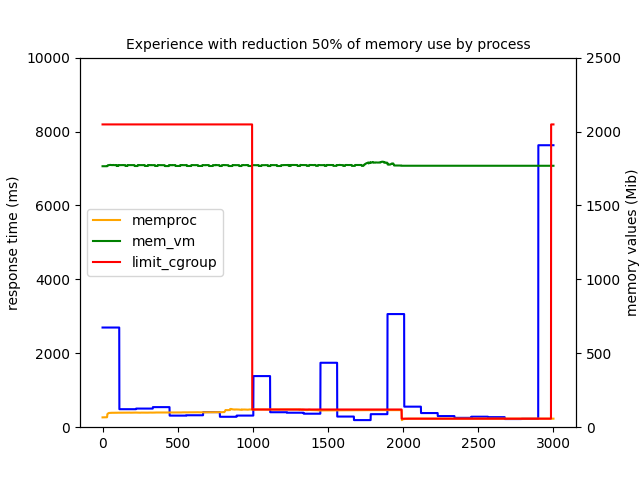 Experience with reduction 50% of memory use by process
response time (ms)
10000
8000
6000
4000
2000
0
memproc
mem_vm
limit_cgroup
2500
2000
1500
1000
500
0
memory values (Mib)
0 500 1000 1500 2000 2500 3000